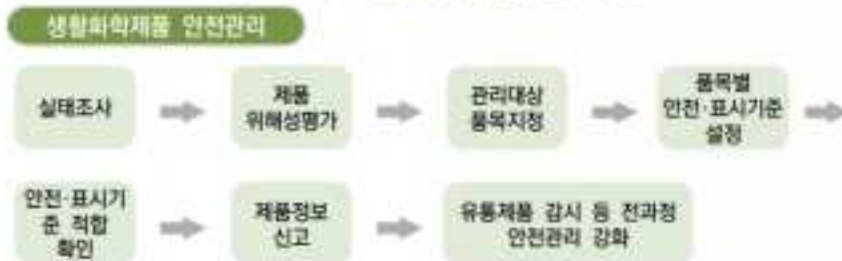 생활화학제품 안전관리
실태조사
제품
위해성평가
관리대상
품목지정
품목별
안전·표시기준
설정
안전·표시기
준 적합
확인
제품정보
신고
유통제품 감시 등 전과정
안전관리 강화